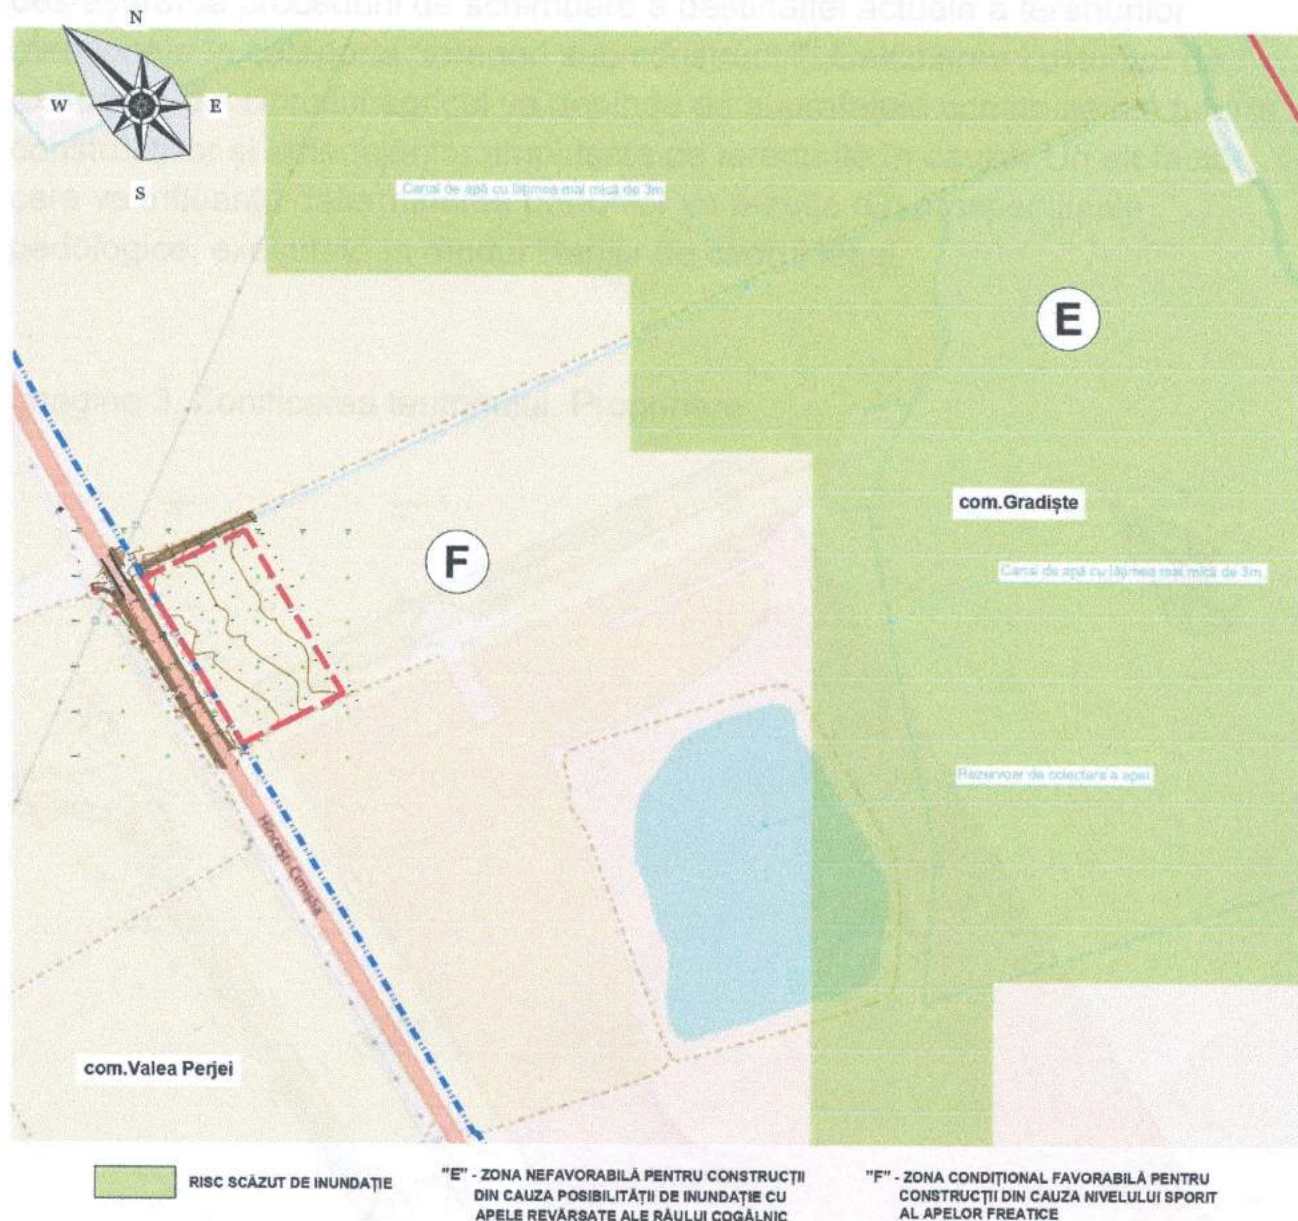 N
W E
S
Canal de apă cu lățimea mai mică de 3m
E
com.Gradiște
F
Canal de apă cu lățimea mai mică de 3m
Rezervoar de colectare a apei
Hîncești Cimișlia
com.Valea Perjei
RISC SCĂZUT DE INUNDAȚIE
"E" - ZONA NEFAVORABILĂ PENTRU CONSTRUCȚII
DIN CAUZA POSIBILITĂȚII DE INUNDAȚIE CU
APELE REVĂRSATE ALE RÂULUI COGÂLNIC
"F" - ZONA CONDIȚIONAL FAVORABILĂ PENTRU
CONSTRUCȚII DIN CAUZA NIVELULUI SPORIT
AL APELOR FREATICE